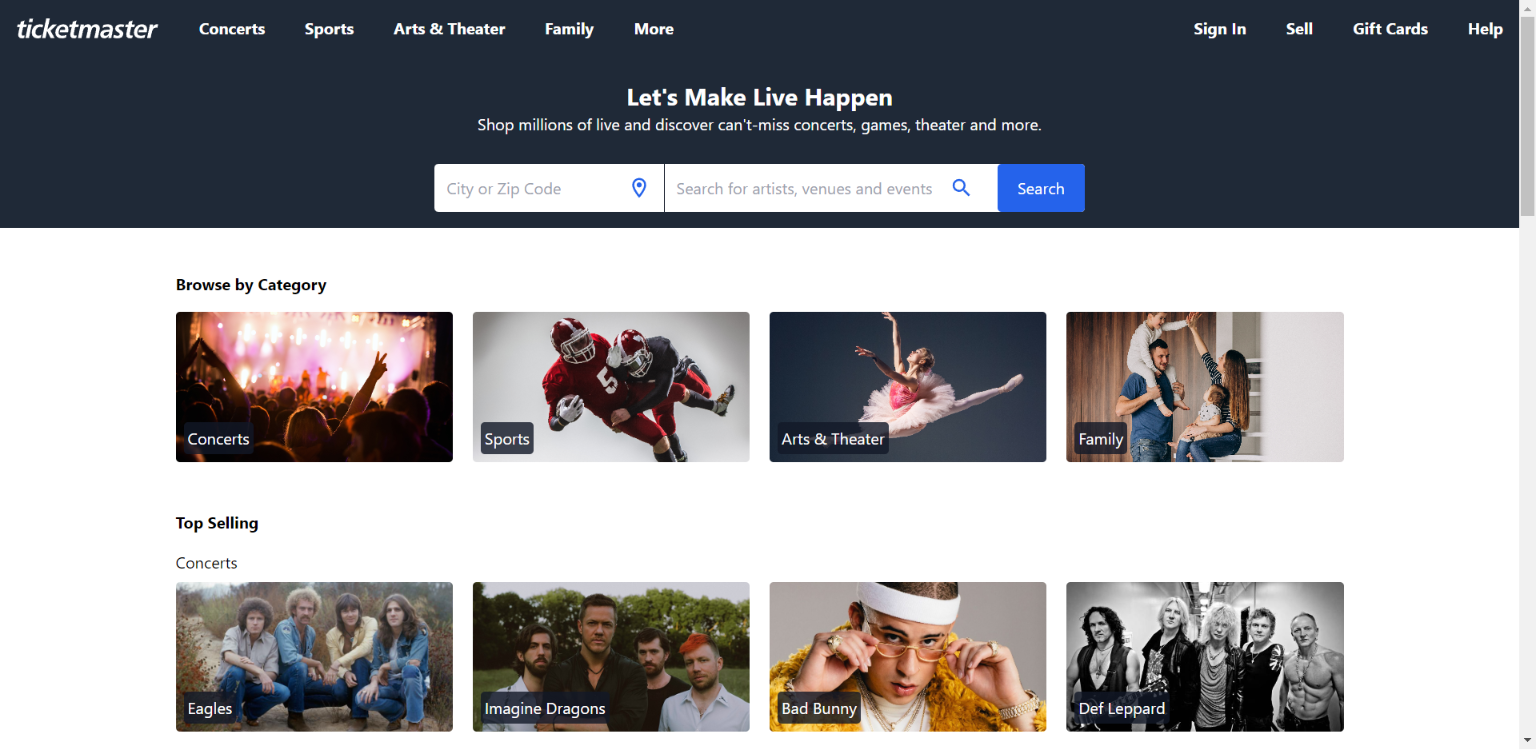 ticketmaster Concerts Sports Arts & Theater Family More Sign In Sell Gift Cards Help
Let's Make Live Happen
Shop millions of live and discover can't-miss concerts, games, theater and more.
City or Zip Code Search for artists, venues and events Search
Browse by Category
5
Concerts Sports Arts & Theater Family
Top Selling
Concerts
Eagles Imagine Dragons Bad Bunny Def Leppard